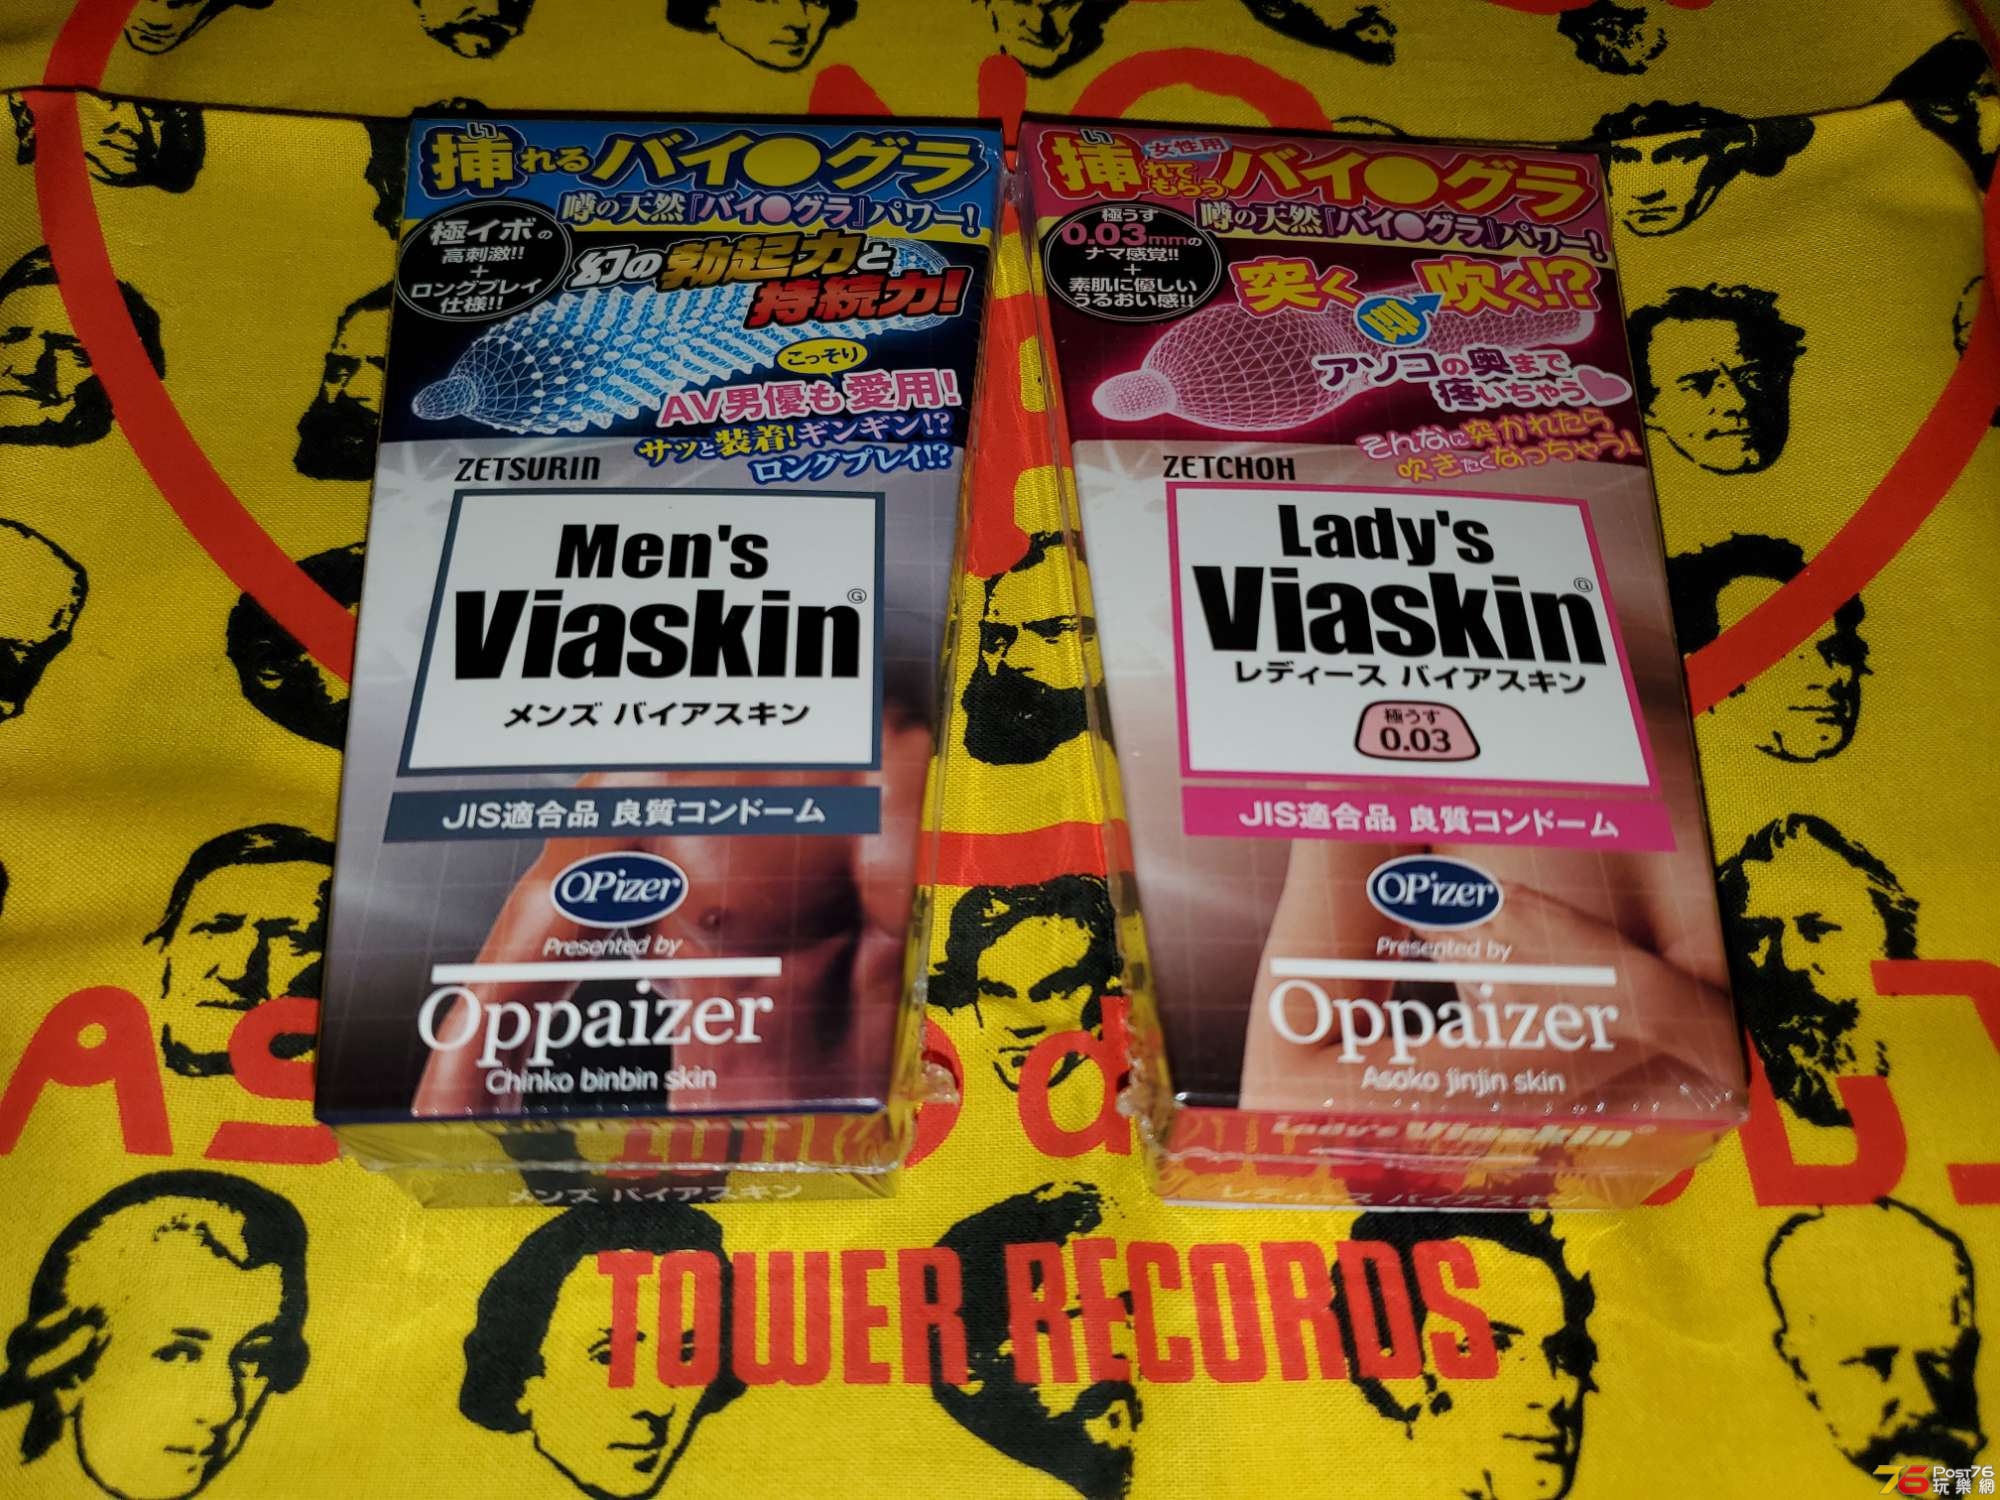 NO
挿れるバイ●グラ
い
噂の天然『バイ●グラ』パワー!
極イボの
高刺激!!
+
ロングプレイ
仕様!!
幻の勃起力と
持続力!
こっそり
AV男優も愛用!
サッと装着!ギンギン!?
ロングプレイ!?
ZETSURIN
Men's
Viaskin
メンズ バイアスキン
JIS適合品 良質コンドーム
OPizer
Presented by
Oppaizer
Chinko binbin skin
メンズ バイアスキン
い
女性用
挿れてもらうバイ●グラ
噂の天然『バイ●グラ』パワー!
極うす
0.03mmの
ナマ感覚!!
+
素肌に優しい
うるおい感!!
突く
吹く!?
アソコの奥まで
疼いちゃう
そんなに突かれたら
吹きたくなっちゃう!
ZETCHOH
Lady's
Viaskin
レディース バイアスキン
極うす
0.03
JIS適合品 良質コンドーム
OPizer
Presented by
Oppaizer
Asoko jinjin skin
Lady's Viaskin
レディース バイアスキン
TOWER RECORDS
76 Post76
玩樂網